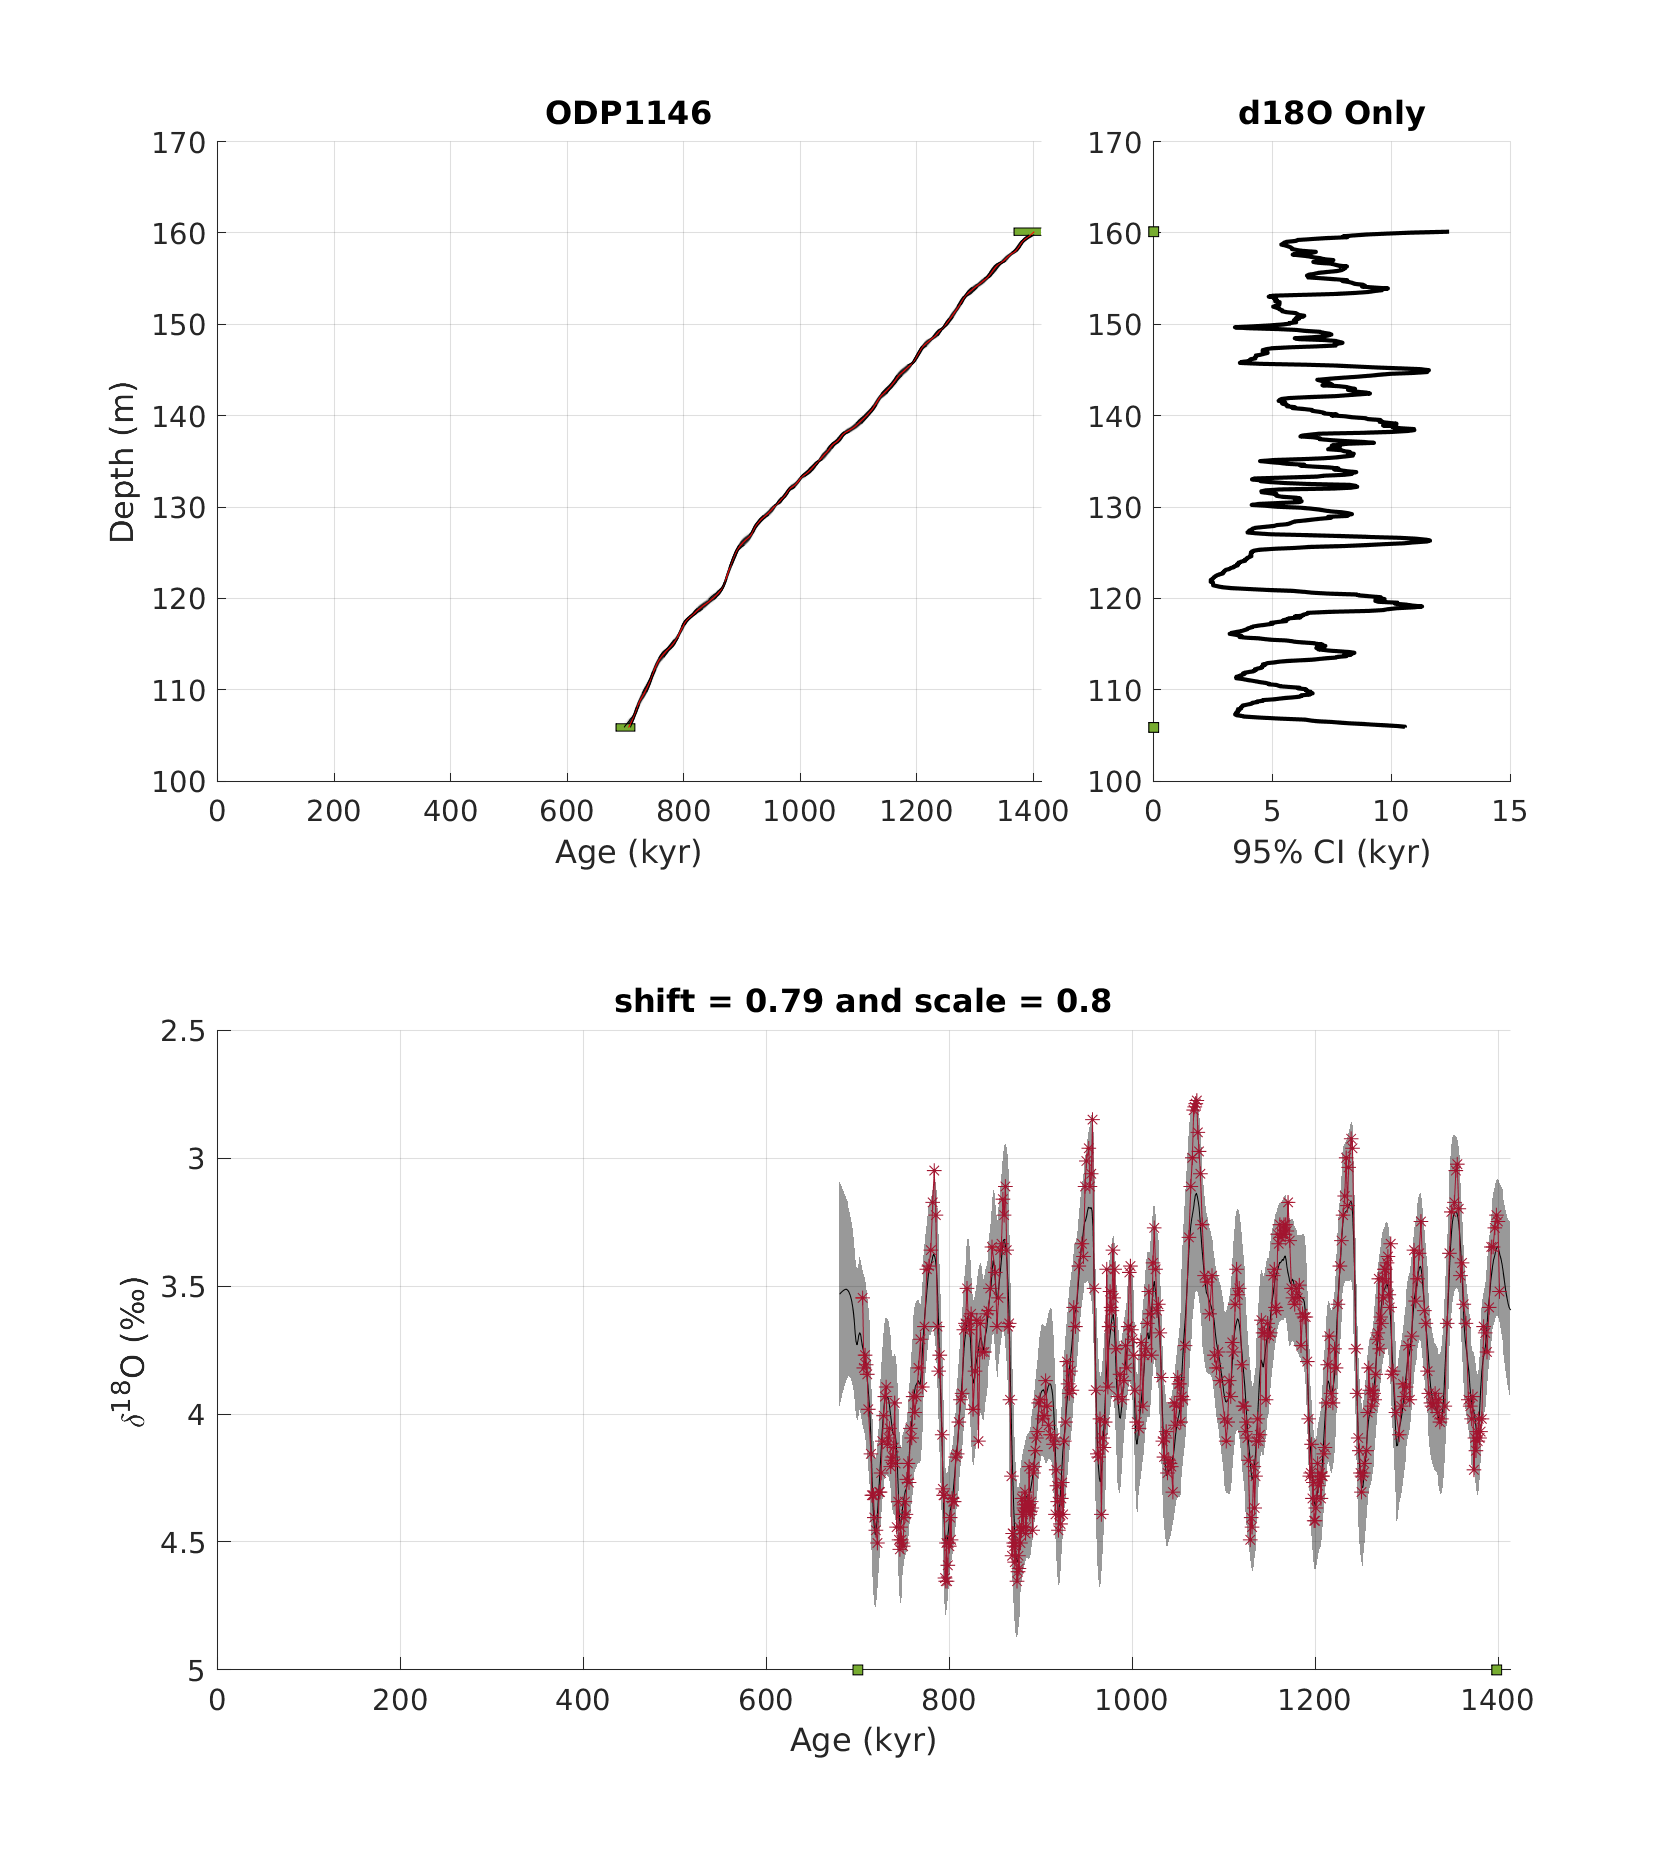 ODP1146
d18O Only
170
160
150
140
130
120
110
100
Depth (m)
0 200 400 600 800 1000 1200 1400
Age (kyr)
170
160
150
140
130
120
110
100
0 5 10 15
95% CI (kyr)
shift = 0.79 and scale = 0.8
2.5
3
3.5
4
4.5
5
δ¹⁸O (‰)
0 200 400 600 800 1000 1200 1400
Age (kyr)